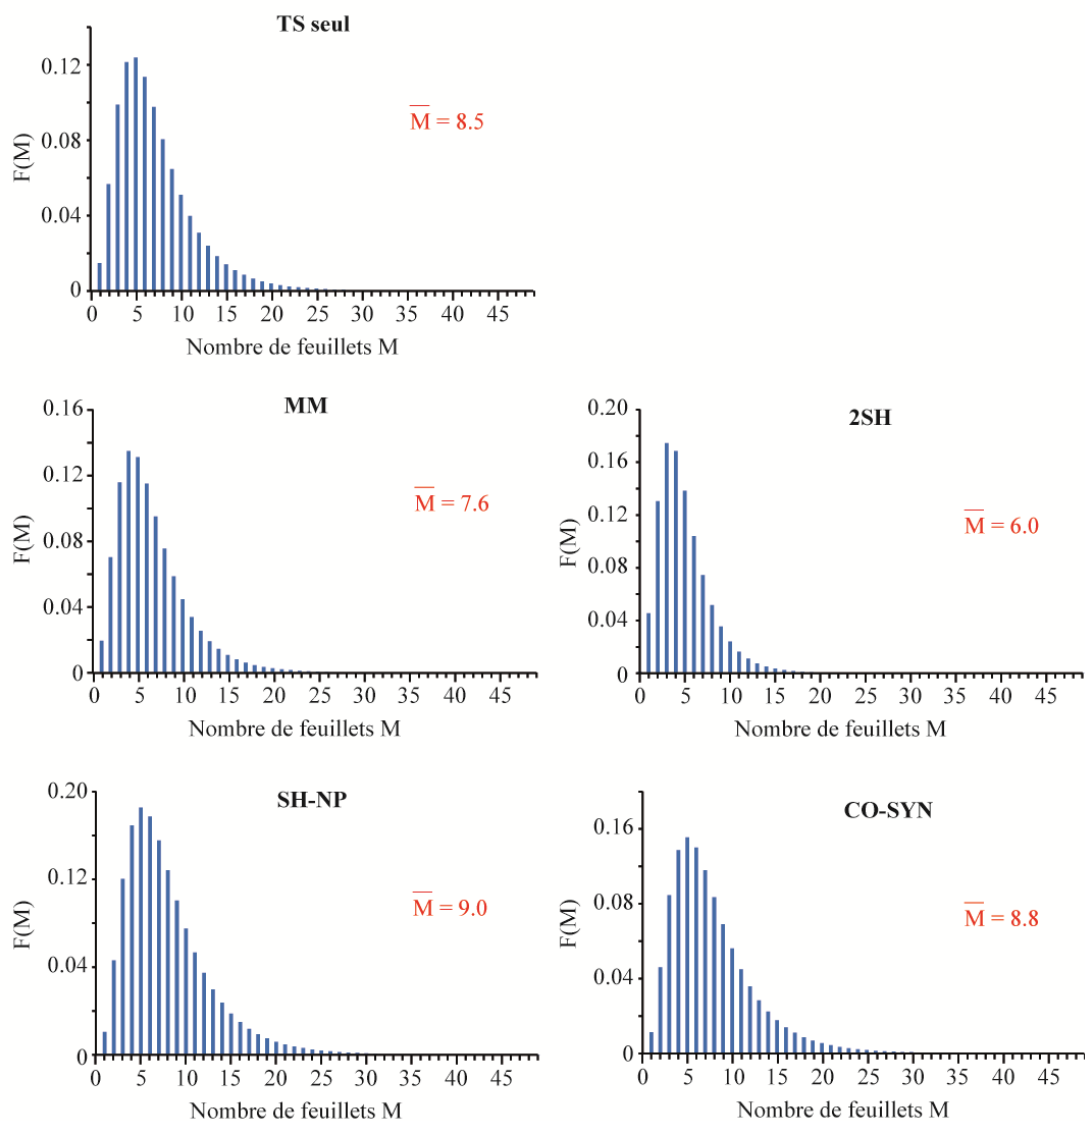 TS seul
0.12
0.08
0.04
0
F(M)
M = 8.5
0 5 10 15 20 25 30 35 40 45
Nombre de feuillets M
MM
0.16
0.12
0.08
0.04
0
F(M)
M = 7.6
0 5 10 15 20 25 30 35 40 45
Nombre de feuillets M
2SH
0.20
0.16
0.12
0.08
0.04
0
F(M)
M = 6.0
0 5 10 15 20 25 30 35 40 45
Nombre de feuillets M
SH-NP
0.20
0.12
0.04
0
F(M)
M = 9.0
0 5 10 15 20 25 30 35 40 45
Nombre de feuillets M
CO-SYN
0.16
0.08
0.04
0
F(M)
M = 8.8
0 5 10 15 20 25 30 35 40 45
Nombre de feuillets M